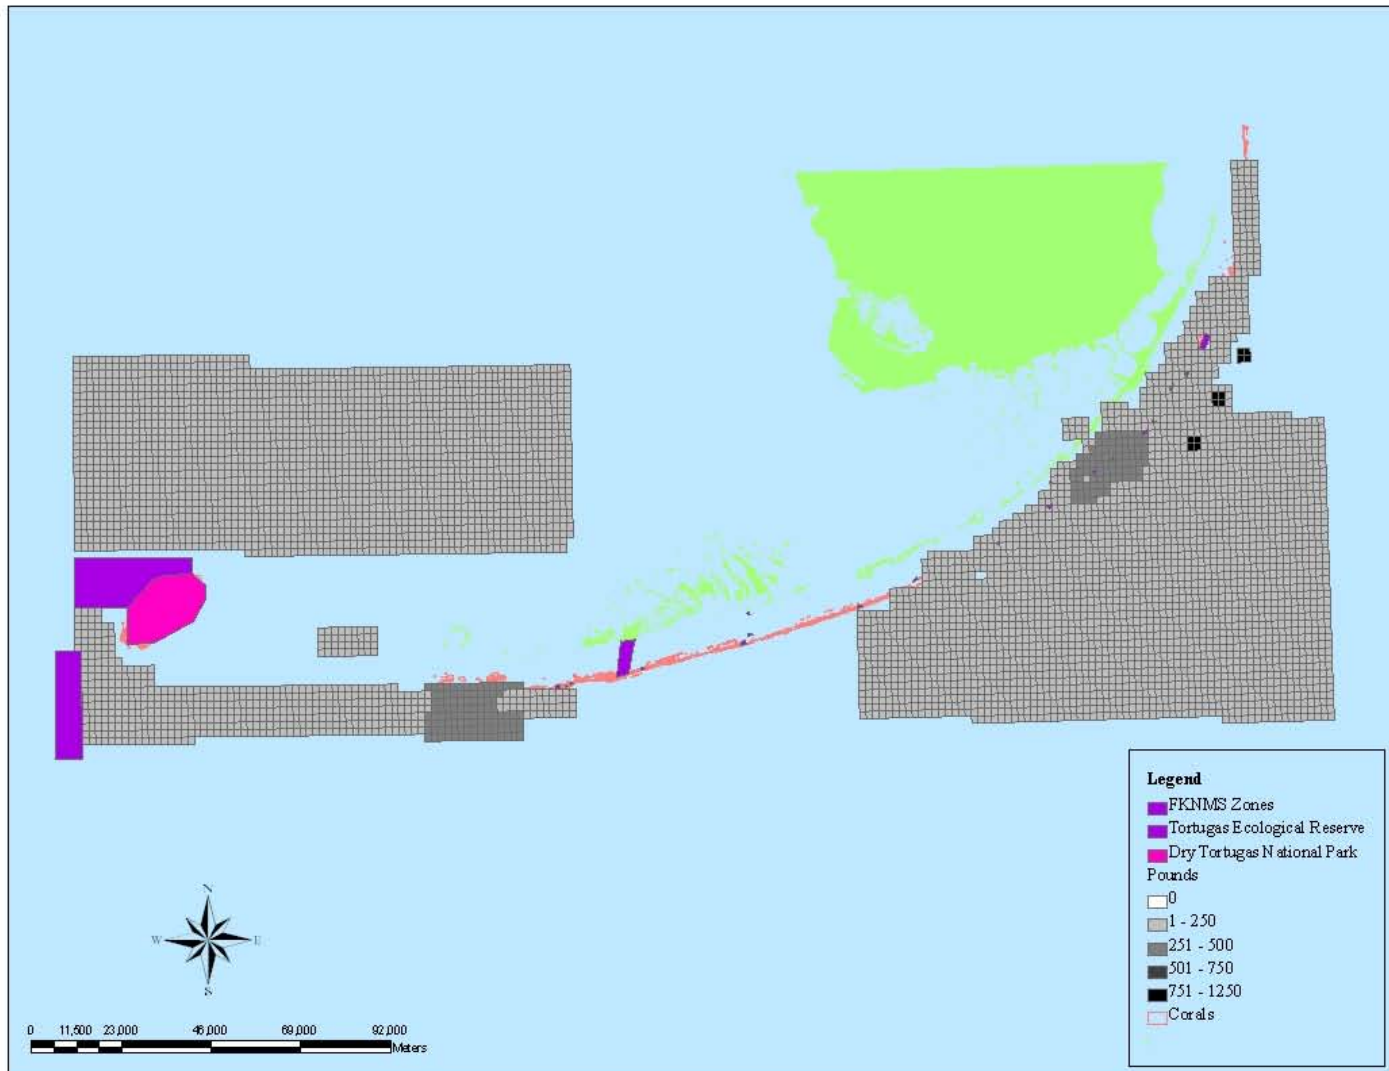 Legend
FKNMS Zones
Tortugas Ecological Reserve
Dry Tortugas National Park
Pounds
0
1 - 250
251 - 500
501 - 750
751 - 1250
Corals
N
W E
S
0 11,500 23,000 46,000 69,000 92,000
Meters